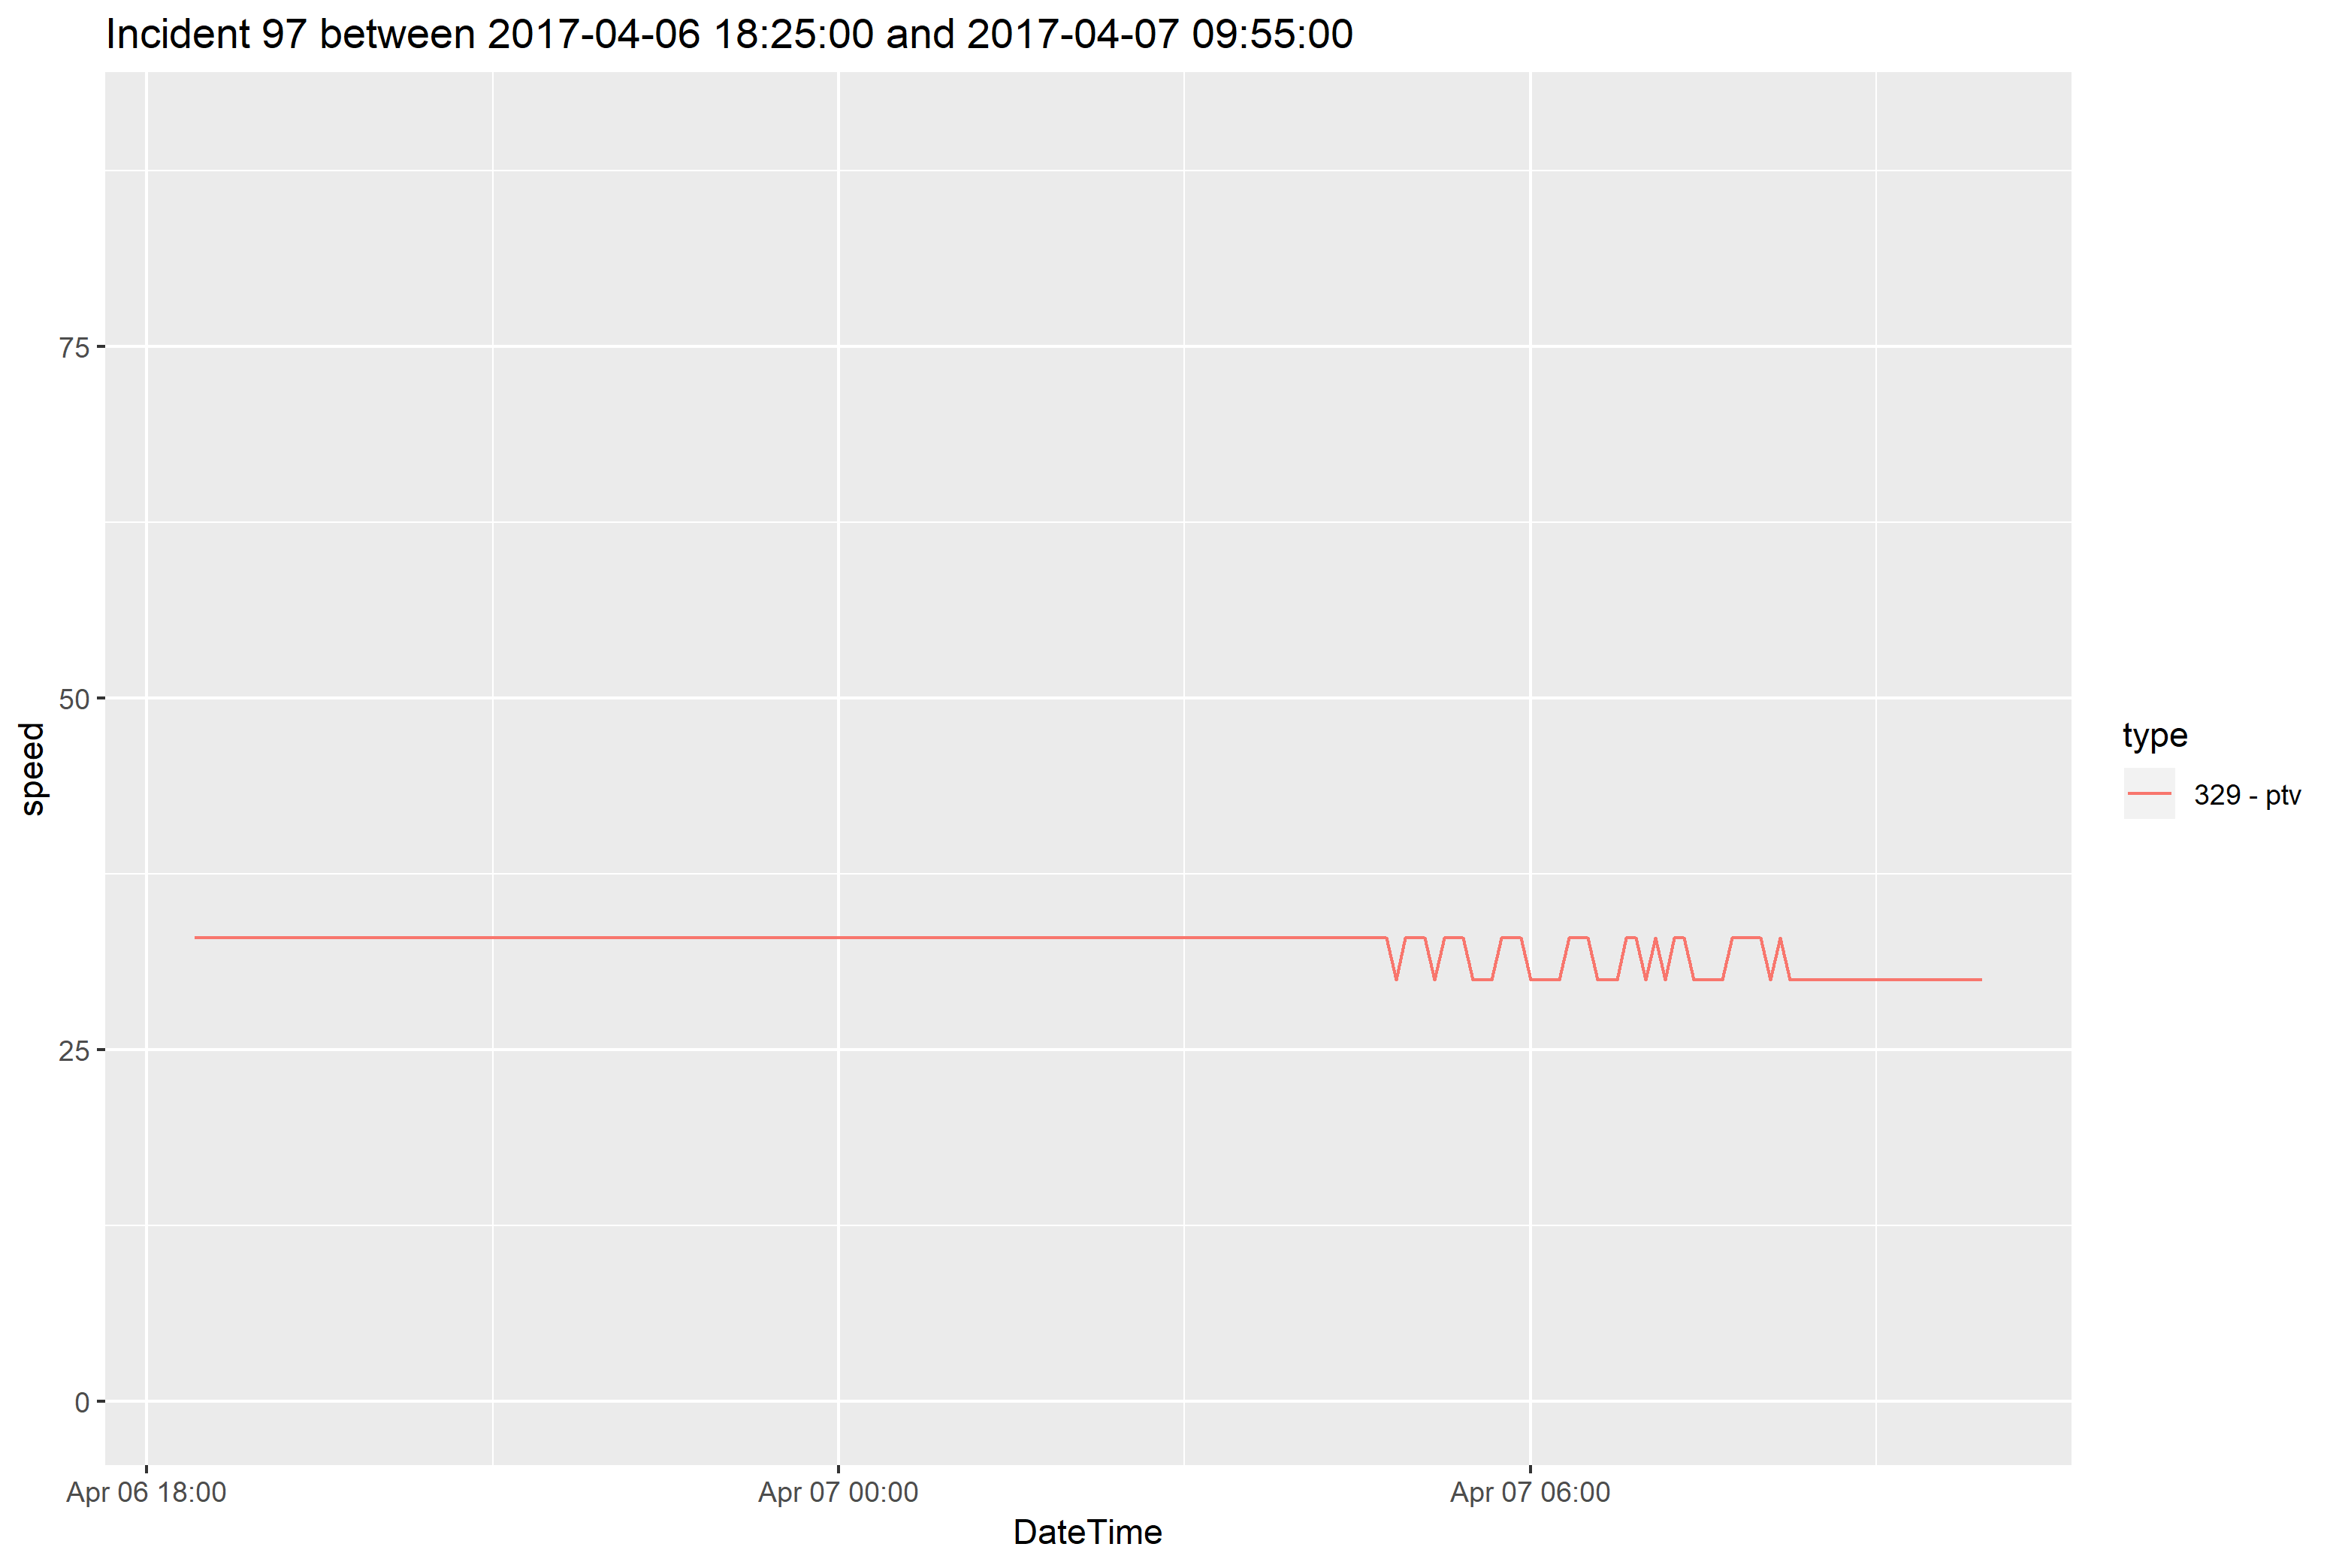 Incident 97 between 2017-04-06 18:25:00 and 2017-04-07 09:55:00
75
50
25
0
speed
Apr 06 18:00
Apr 07 00:00
Apr 07 06:00
DateTime
type
329 - ptv